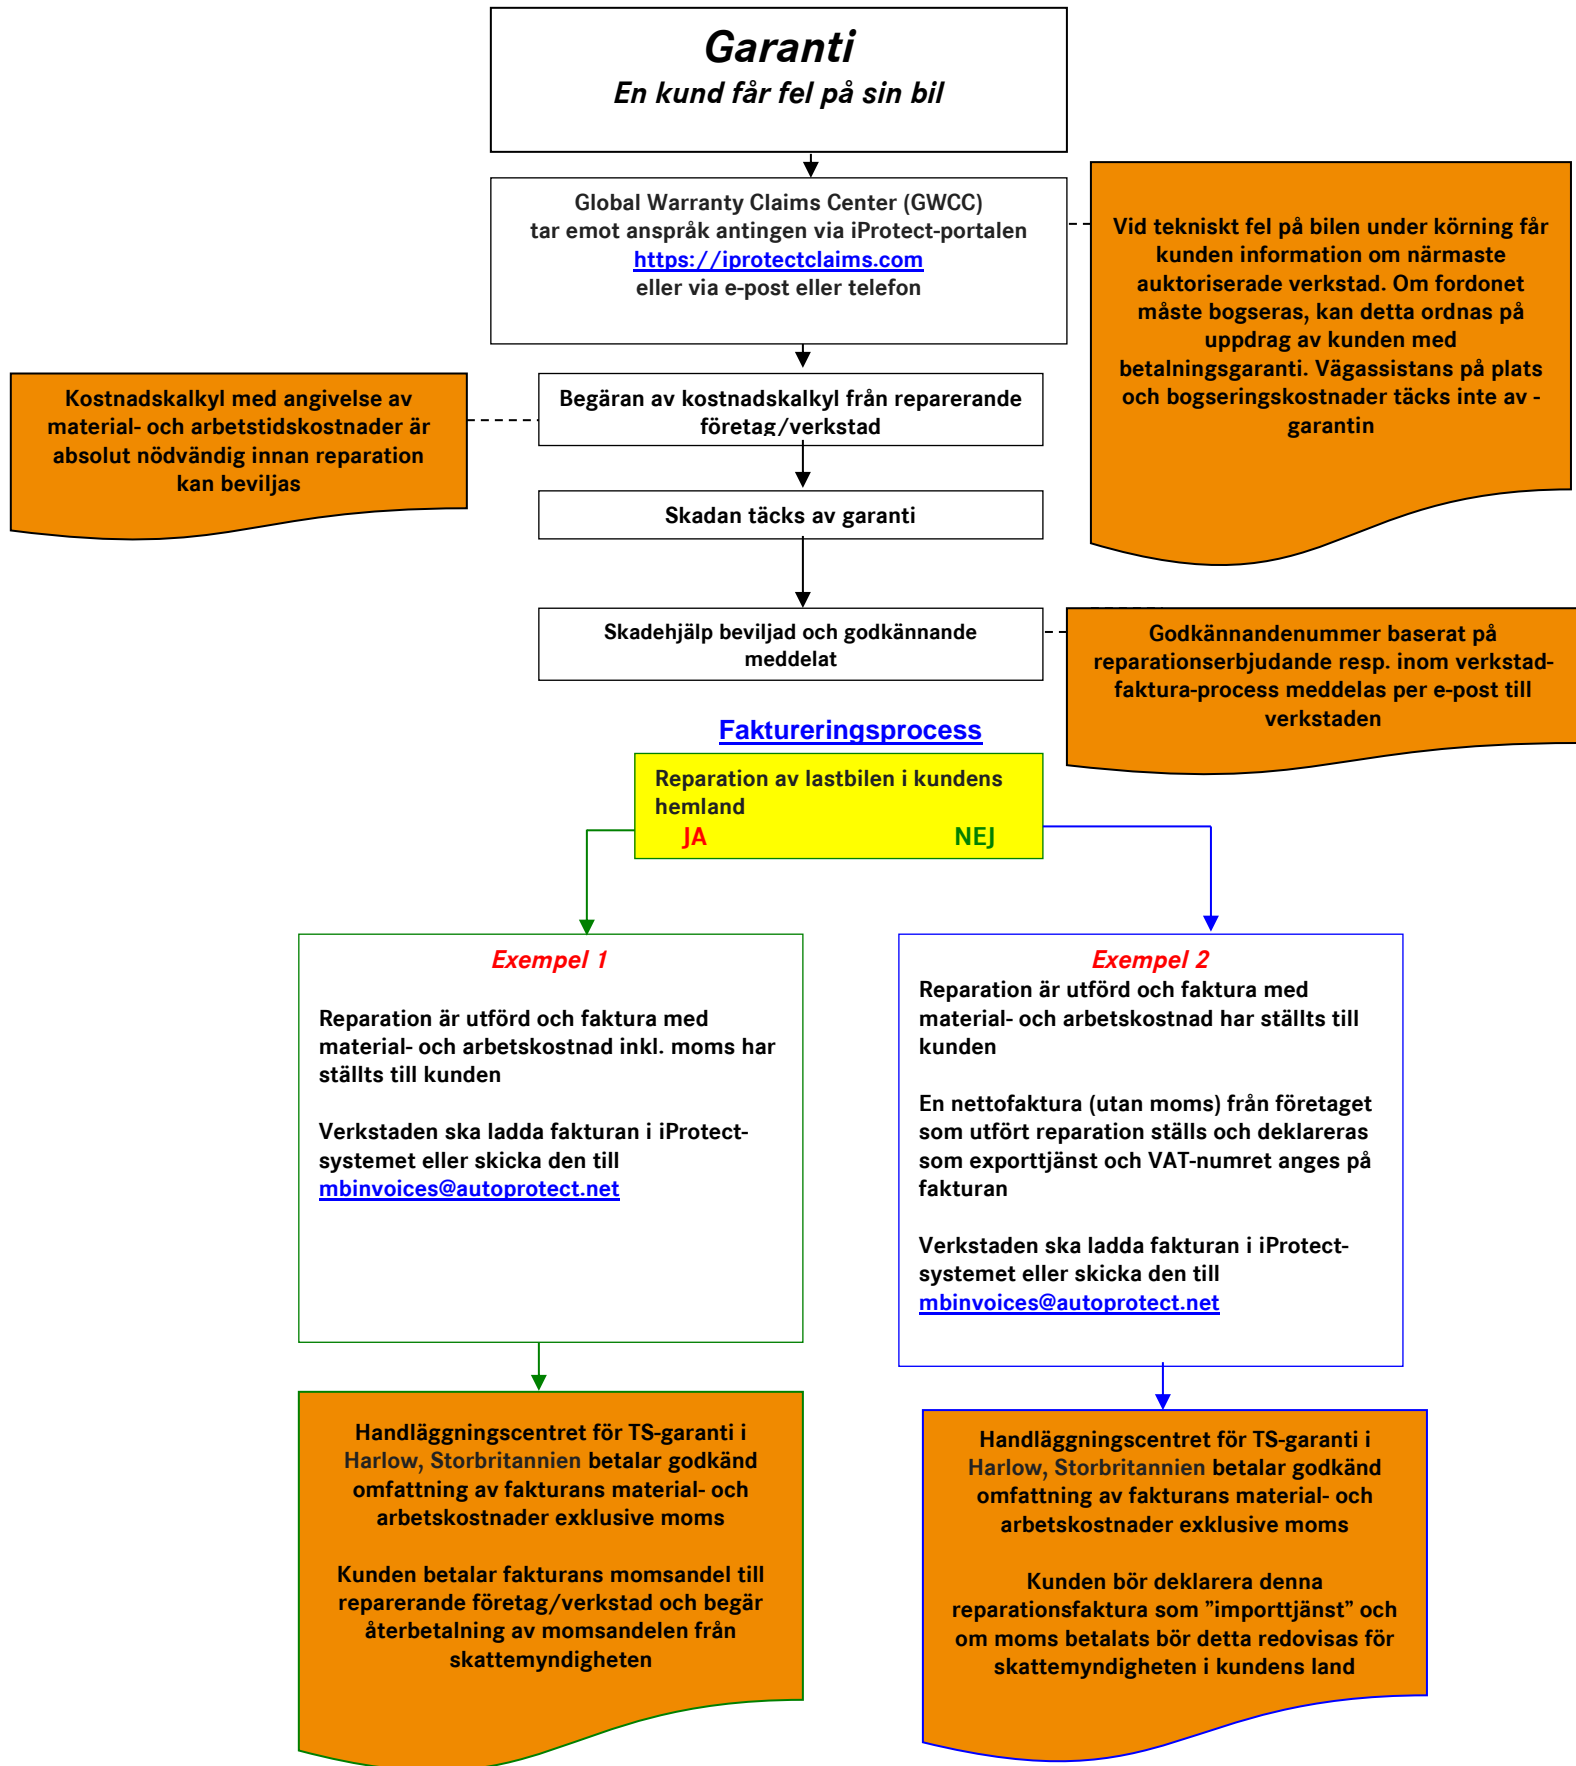 Garanti
En kund får fel på sin bil
Global Warranty Claims Center (GWCC)
tar emot anspråk antingen via iProtect-portalen
https://iprotectclaims.com
eller via e-post eller telefon
Vid tekniskt fel på bilen under körning får
kunden information om närmaste
auktoriserade verkstad. Om fordonet
måste bogseras, kan detta ordnas på
uppdrag av kunden med
betalningsgaranti. Vägassistans på plats
och bogseringskostnader täcks inte av -
garantin
Kostnadskalkyl med angivelse av
material- och arbetstidskostnader är
absolut nödvändig innan reparation
kan beviljas
Begäran av kostnadskalkyl från reparerande
företag/verkstad
Skadan täcks av garanti
Skadehjälp beviljad och godkännande
meddelat
Godkännandenummer baserat på
reparationserbjudande resp. inom verkstad-
faktura-process meddelas per e-post till
verkstaden
Faktureringsprocess
Reparation av lastbilen i kundens
hemland
JA NEJ
Exempel 1
Reparation är utförd och faktura med
material- och arbetskostnad inkl. moms har
ställts till kunden
Verkstaden ska ladda fakturan i iProtect-
systemet eller skicka den till
mbinvoices@autoprotect.net
Exempel 2
Reparation är utförd och faktura med
material- och arbetskostnad har ställts till
kunden
En nettofaktura (utan moms) från företaget
som utfört reparation ställs och deklareras
som exporttjänst och VAT-numret anges på
fakturan
Verkstaden ska ladda fakturan i iProtect-
systemet eller skicka den till
mbinvoices@autoprotect.net
Handläggningscentret för TS-garanti i
Harlow, Storbritannien betalar godkänd
omfattning av fakturans material- och
arbetskostnader exklusive moms
Kunden betalar fakturans momsandel till
reparerande företag/verkstad och begär
återbetalning av momsandelen från
skattemyndigheten
Handläggningscentret för TS-garanti i
Harlow, Storbritannien betalar godkänd
omfattning av fakturans material- och
arbetskostnader exklusive moms
Kunden bör deklarera denna
reparationsfaktura som ”importtjänst” och
om moms betalats bör detta redovisas för
skattemyndigheten i kundens land